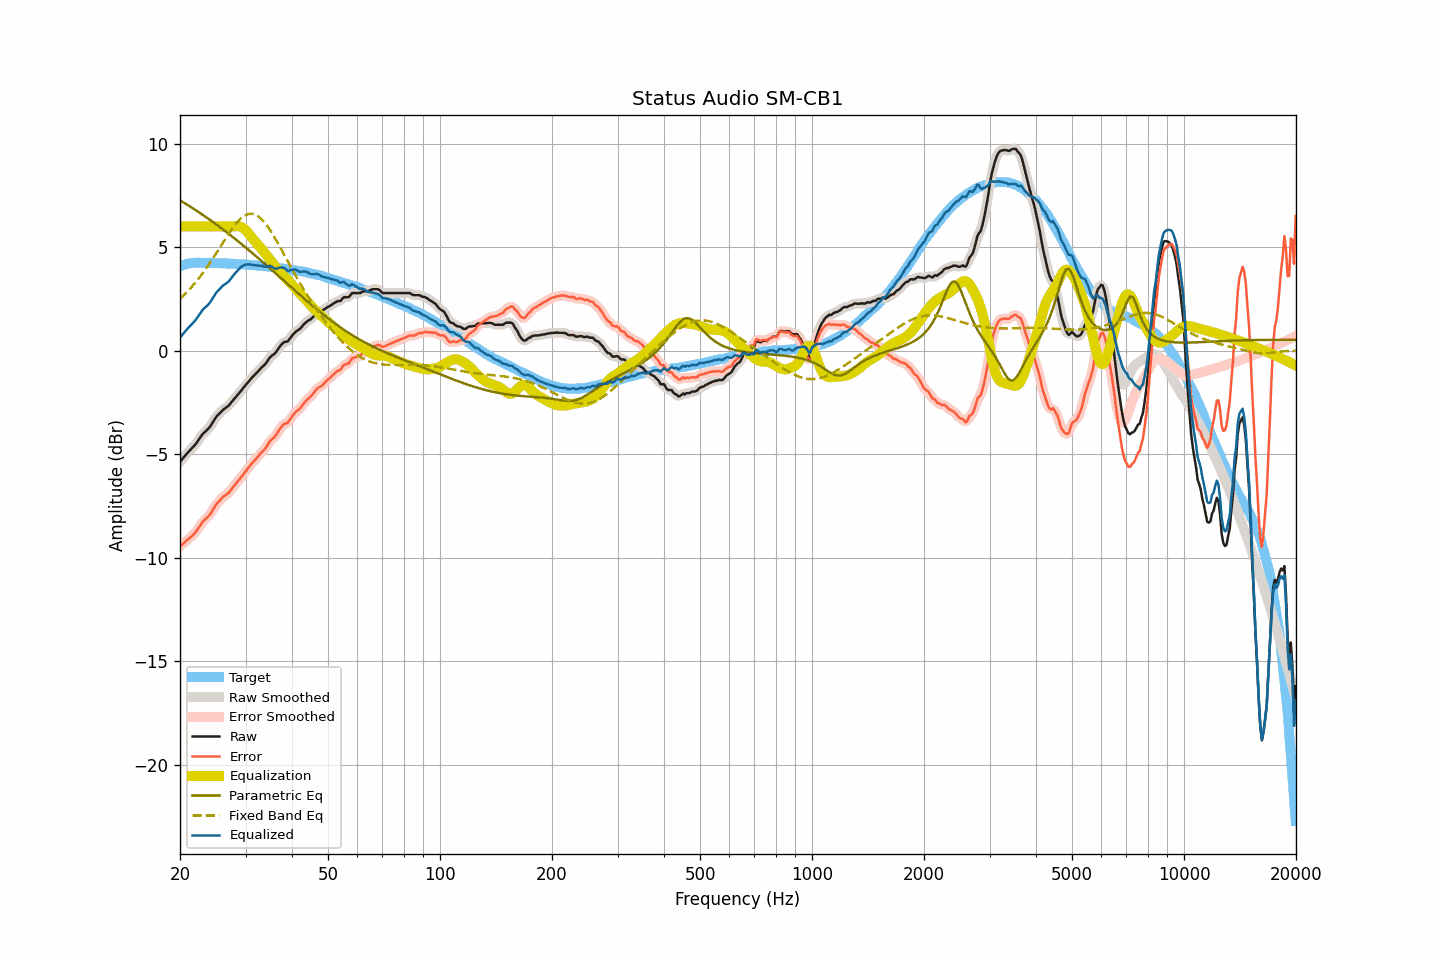 Status Audio SM-CB1
10
5
0
−5
−10
−15
−20
Amplitude (dBr)
Target
Raw Smoothed
Error Smoothed
Raw
Error
Equalization
Parametric Eq
Fixed Band Eq
Equalized
20 50 100 200 500 1000 2000 5000 10000 20000
Frequency (Hz)